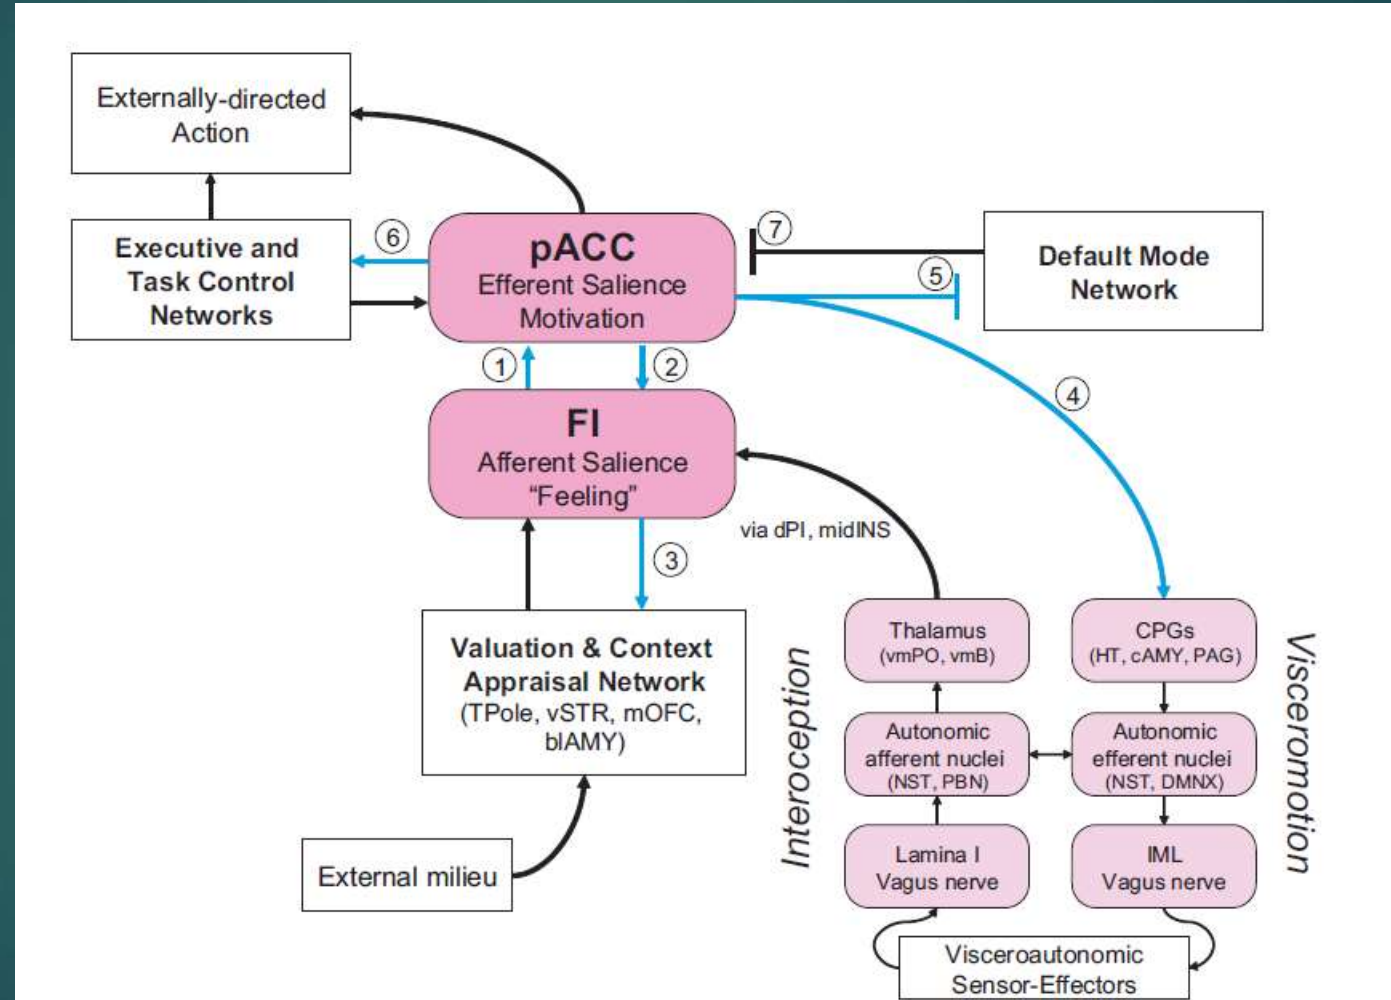 Externally-directed
Action
Executive and
Task Control
Networks
6
pACC
Efferent Salience
Motivation
7
5
Default Mode
Network
1
2
4
FI
Afferent Salience
“Feeling”
via dPI, midINS
3
Valuation & Context
Appraisal Network
(TPole, vSTR, mOFC,
blAMY)
External milieu
Interoception
Thalamus
(vmPO, vmB)
Autonomic
afferent nuclei
(NST, PBN)
Lamina I
Vagus nerve
CPGs
(HT, cAMY, PAG)
Autonomic
efferent nuclei
(NST, DMNX)
IML
Vagus nerve
Visceromotion
Visceroautonomic
Sensor-Effectors